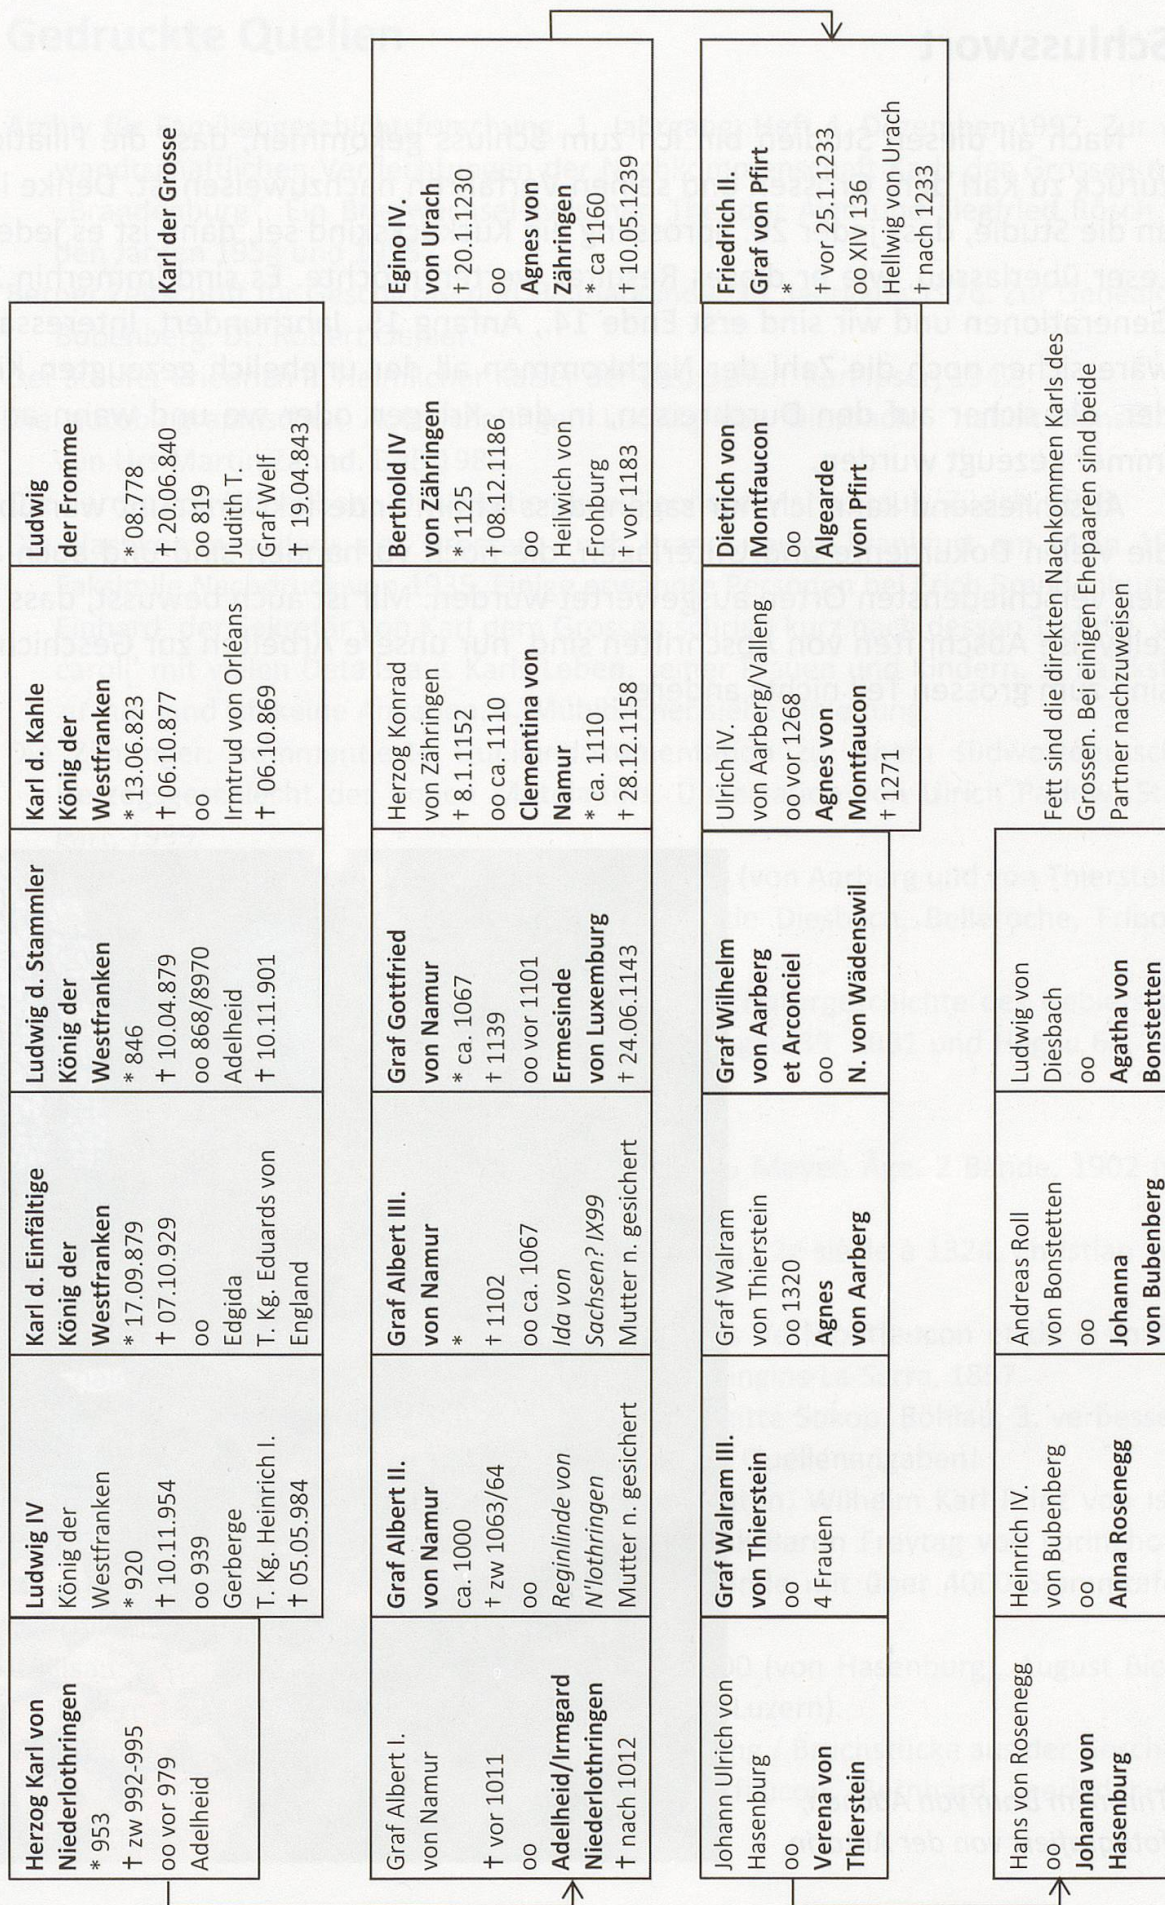 Herzog Karl von
Niederlothringen
* 953
† zw 992-995
oo vor 979
Adelheid
Ludwig IV
König der
Westfranken
* 920
† 10.11.954
oo 939
Gerberge
T. Kg. Heinrich I.
† 05.05.984
Karl d. Einfältige
König der
Westfranken
* 17.09.879
† 07.10.929
oo
Edgida
T. Kg. Eduards von
England
Ludwig d. Stammler
König der
Westfranken
* 846
† 10.04.879
oo 868/8970
Adelheid
† 10.11.901
Karl d. Kahle
König der
Westfranken
* 13.06.823
† 06.10.877
oo
Irmtrud von Orléans
† 06.10.869
Ludwig
der Fromme
* 08.778
† 20.06.840
oo 819
Judith T.
Graf Welf
† 19.04.843
Karl der Grosse
Graf Albert I.
von Namur
† vor 1011
oo
Adelheid/Irmgard
Niederlothringen
† nach 1012
Graf Albert II.
von Namur
ca. 1000
† zw 1063/64
oo
Reginlinde von
N'lothringen
Mutter n. gesichert
Graf Albert III.
von Namur
*
† 1102
oo ca. 1067
Ida von
Sachsen? IX99
Mutter n. gesichert
Graf Gottfried
von Namur
* ca. 1067
† 1139
oo vor 1101
Ermesinde
von Luxemburg
† 24.06.1143
Herzog Konrad
von Zähringen
† 8.1.1152
oo ca. 1110
Clementina von
Namur
* ca. 1110
† 8.12.1158
Berthold IV
von Zähringen
* 1125
† 08.12.1186
oo
Hellwich von
Frohburg
† vor 1183
Egino IV.
von Urach
† 20.1.1230
oo
Agnes von
Zähringen
* ca 1160
† 10.05.1239
Johann Ulrich von
Hasenburg
oo
Verena von
Thierstein
Graf Walram III.
von Thierstein
oo
4 Frauen
Graf Walram
von Thierstein
oo 1320
Agnes
von Aarberg
Graf Wilhelm
von Aarberg
et Arconciel
oo
N. von Wädenswil
Ulrich IV.
von Aarberg/Valleng
oo vor 1268
Agnes von
Montfaucon
† 1271
Dietrich von
Montfaucon
oo
Algerde
von Pfirt
Friedrich II.
Graf von Pfirt
*
† vor 25.1.1233
oo XIV 136
Hellwig von Urach
† nach 1233
Hans von Rosenegg
oo
Johanna von
Hasenburg
Heinrich IV.
von Bubenberg
oo
Anna Rosenegg
Andreas Roll
von Bonstetten
oo
Johanna
von Bubenberg
Ludwig von
Diesbach
oo
Agatha von
Bonstetten
Fett sind die direkten Nachkommen Karls des
Grossen. Bei einigen Ehepaaen sind beide
Partner nachzuweisen